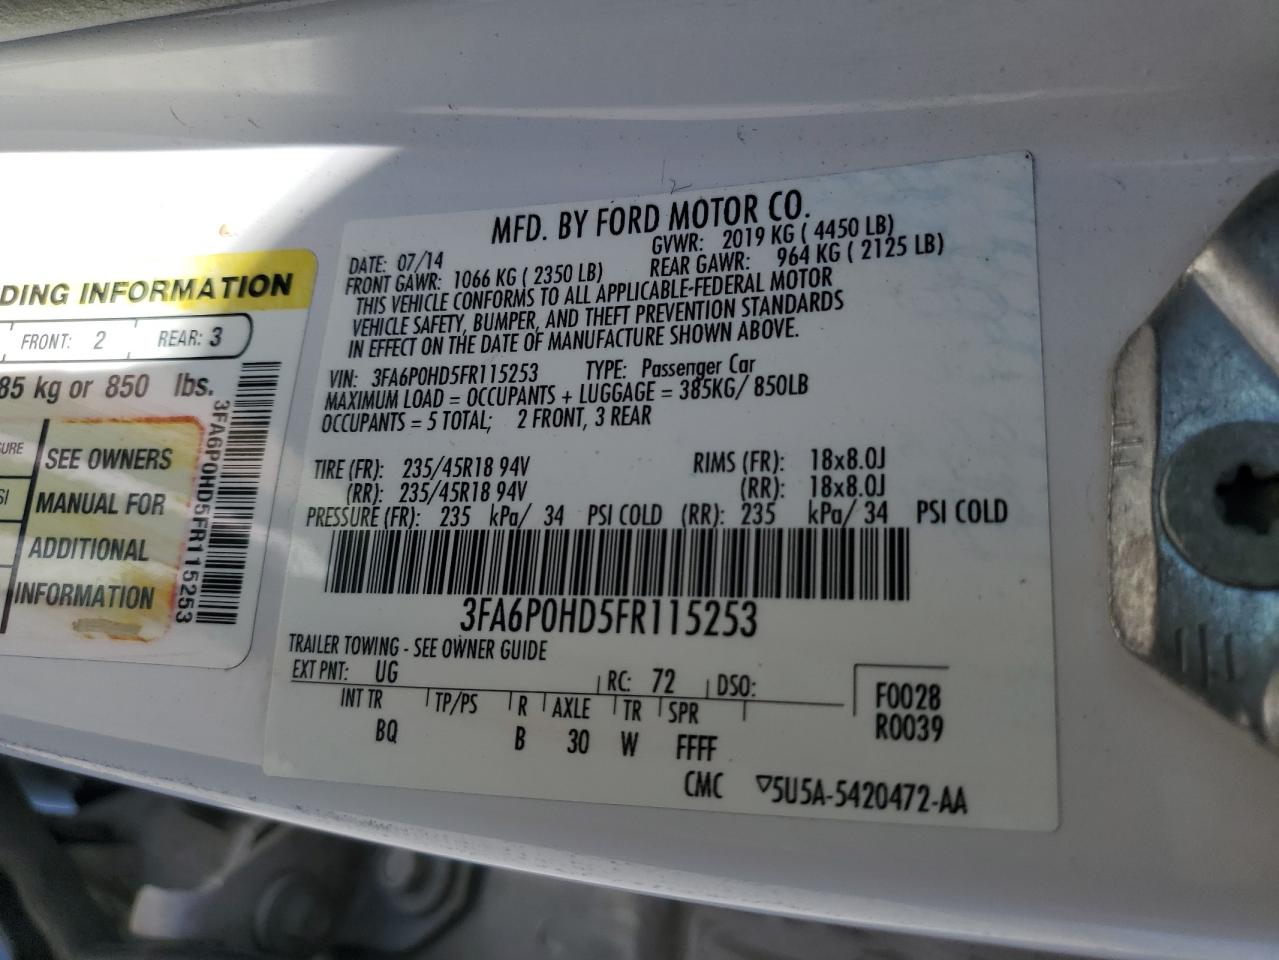 DING INFORMATION
FRONT: 2 REAR: 3
85 kg or 850 lbs.
SEE OWNERS
MANUAL FOR
ADDITIONAL
INFORMATION
3FA6P0HD5FR115253
MFD. BY FORD MOTOR CO.
DATE: 07/14 GVWR: 2019 KG ( 4450 LB)
FRONT GAWR: 1066 KG ( 2350 LB) REAR GAWR: 964 KG ( 2125 LB)
THIS VEHICLE CONFORMS TO ALL APPLICABLE-FEDERAL MOTOR
VEHICLE SAFETY, BUMPER, AND THEFT PREVENTION STANDARDS
IN EFFECT ON THE DATE OF MANUFACTURE SHOWN ABOVE.
VIN: 3FA6P0HD5FR115253 TYPE: Passenger Car
MAXIMUM LOAD = OCCUPANTS + LUGGAGE = 385KG/ 850LB
OCCUPANTS = 5 TOTAL; 2 FRONT, 3 REAR
TIRE (FR): 235/45R18 94V RIMS (FR): 18x8.0J
(RR): 235/45R18 94V (RR): 18x8.0J
PRESSURE (FR): 235 kPa/ 34 PSI COLD (RR): 235 kPa/ 34 PSI COLD
3FA6P0HD5FR115253
TRAILER TOWING - SEE OWNER GUIDE
EXT PNT: UG RC: 72 DSO:
INT TR TP/PS R AXLE TR SPR
BQ B 30 W FFFF
F0028
R0039
CMC ▽5U5A-5420472-AA